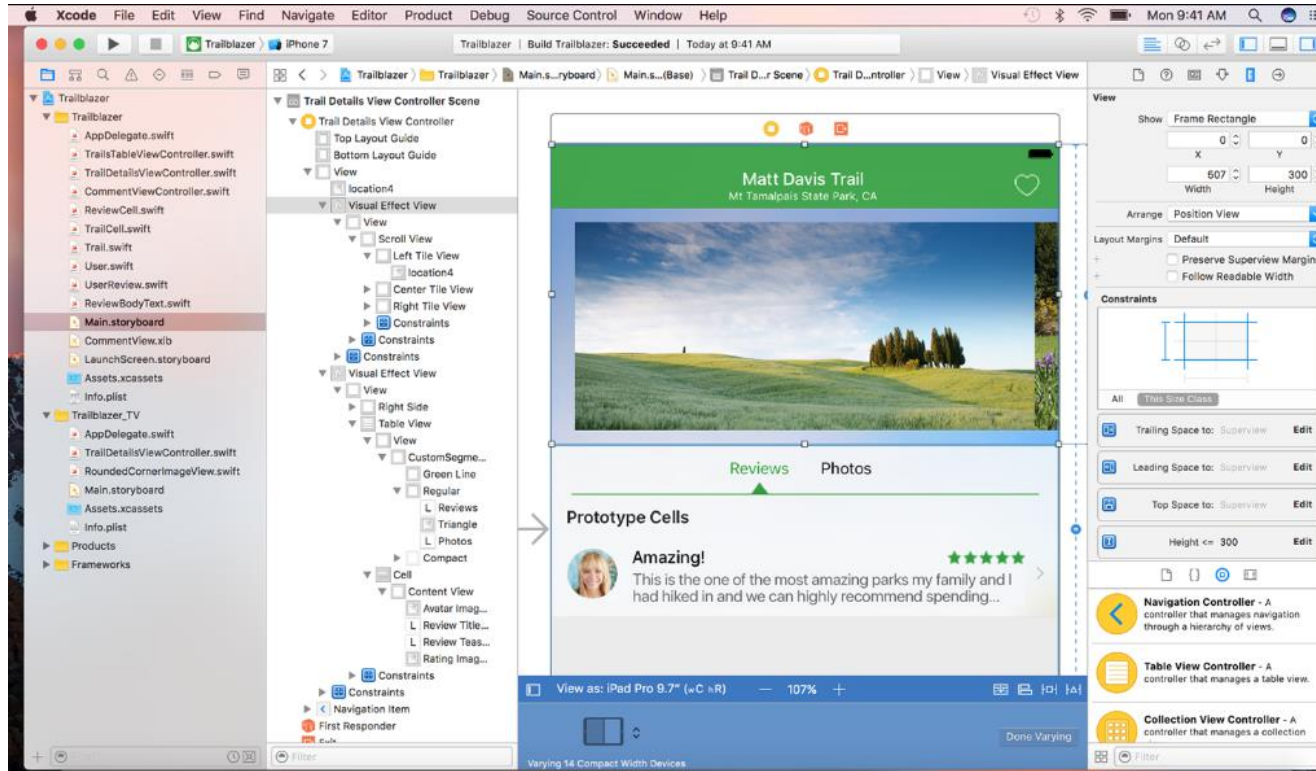 Xcode File Edit View Find Navigate Editor Product Debug Source Control Window Help Mon 9:41 AM
Trailblazer iPhone 7 Trailblazer | Build Trailblazer: Succeeded | Today at 9:41 AM
Trailblazer Trailblazer Main.s...ryboard Main.s...(Base) Trail D...r Scene Trail D...ntroller View Visual Effect View
Trailblazer
Trailblazer
AppDelegate.swift
TrailsTableViewController.swift
TrailDetailsViewController.swift
CommentViewController.swift
ReviewCell.swift
TrailCell.swift
Trail.swift
User.swift
UserReview.swift
ReviewBodyText.swift
Main.storyboard
CommentView.xib
LaunchScreen.storyboard
Assets.xcassets
Info.plist
Trailblazer_TV
AppDelegate.swift
TrailDetailsViewController.swift
RoundedCornerImageView.swift
Main.storyboard
Assets.xcassets
Info.plist
Products
Frameworks
Trail Details View Controller Scene
Trail Details View Controller
Top Layout Guide
Bottom Layout Guide
View
location4
Visual Effect View
View
Scroll View
Left Tile View
location4
Center Tile View
Right Tile View
Constraints
Constraints
Constraints
Visual Effect View
View
Right Side
Table View
View
CustomSegme...
Green Line
Regular
L Reviews
Triangle
L Photos
Compact
Cell
Content View
Avatar Imag...
L Review Title...
L Review Teas...
Rating Imag...
Constraints
Constraints
Navigation Item
First Responder
Exit
Filter
Matt Davis Trail
Mt Tamalpais State Park, CA
Reviews Photos
Prototype Cells
Amazing!
This is the one of the most amazing parks my family and I
had hiked in and we can highly recommend spending...
View as: iPad Pro 9.7" (wC hR) — 107% +
Done Varying
Varying 14 Compact Width Devices
View
Show Frame Rectangle
0 0
X Y
507 300
Width Height
Arrange Position View
Layout Margins Default
Preserve Superview Margin
Follow Readable Width
Constraints
All This Size Class
Trailing Space to: Superview Edit
Leading Space to: Superview Edit
Top Space to: Superview Edit
Height <= 300 Edit
Navigation Controller - A
controller that manages navigation
through a hierarchy of views.
Table View Controller - A
controller that manages a table view.
Collection View Controller - A
controller that manages a collection
Filter